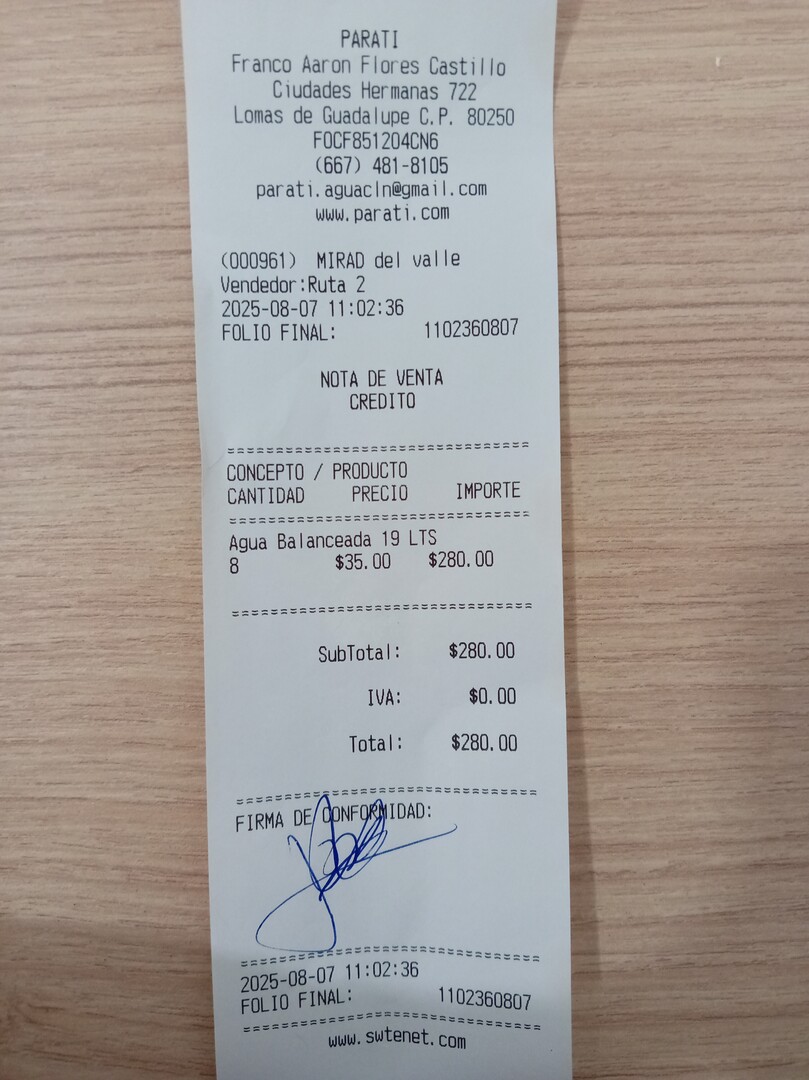 PARATI
Franco Aaron Flores Castillo
Ciudades Hermanas 722
Lomas de Guadalupe C.P. 80250
FOCF851204CN6
(667) 481-8105
parati.aguacln@gmail.com
www.parati.com
(000961) MIRAD del valle
Vendedor:Ruta 2
2025-08-07 11:02:36
FOLIO FINAL: 1102360807
NOTA DE VENTA
CREDITO
CONCEPTO / PRODUCTO
CANTIDAD PRECIO IMPORTE
Agua Balanceada 19 LTS
8 $35.00 $280.00
SubTotal: $280.00
IVA: $0.00
Total: $280.00
FIRMA DE CONFORMIDAD:
2025-08-07 11:02:36
FOLIO FINAL: 1102360807
www.swtenet.com